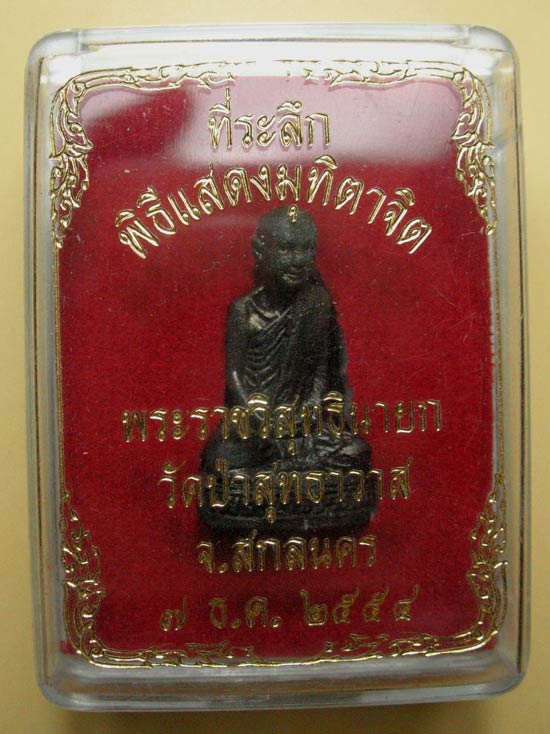 ที่ระลึก
พิธีแสดงมุทิตาจิต
พระราชวิสุทธินายก
วัดป่าสุทธาวาส
จ.สกลนคร
๗ ธ.ค. ๒๕๕๔